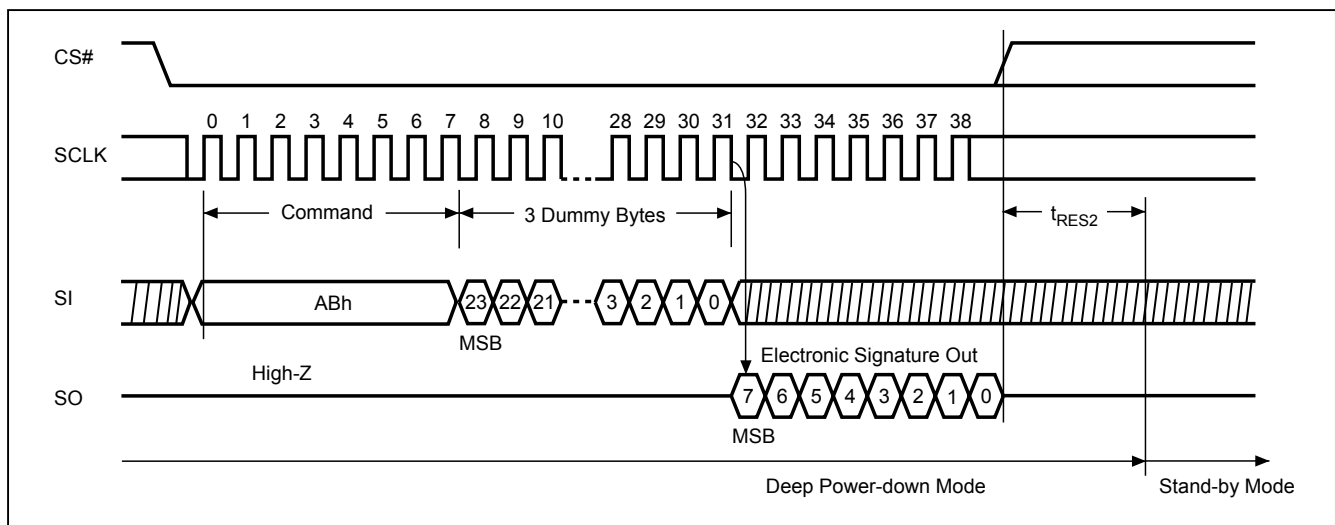 CS#
0 1 2 3 4 5 6 7 8 9 10 28 29 30 31 32 33 34 35 36 37 38
SCLK
Command
3 Dummy Bytes
tRES2
SI
ABh
23 22 21 3 2 1 0
MSB
Electronic Signature Out
High-Z
SO
7 6 5 4 3 2 1 0
MSB
Deep Power-down Mode
Stand-by Mode